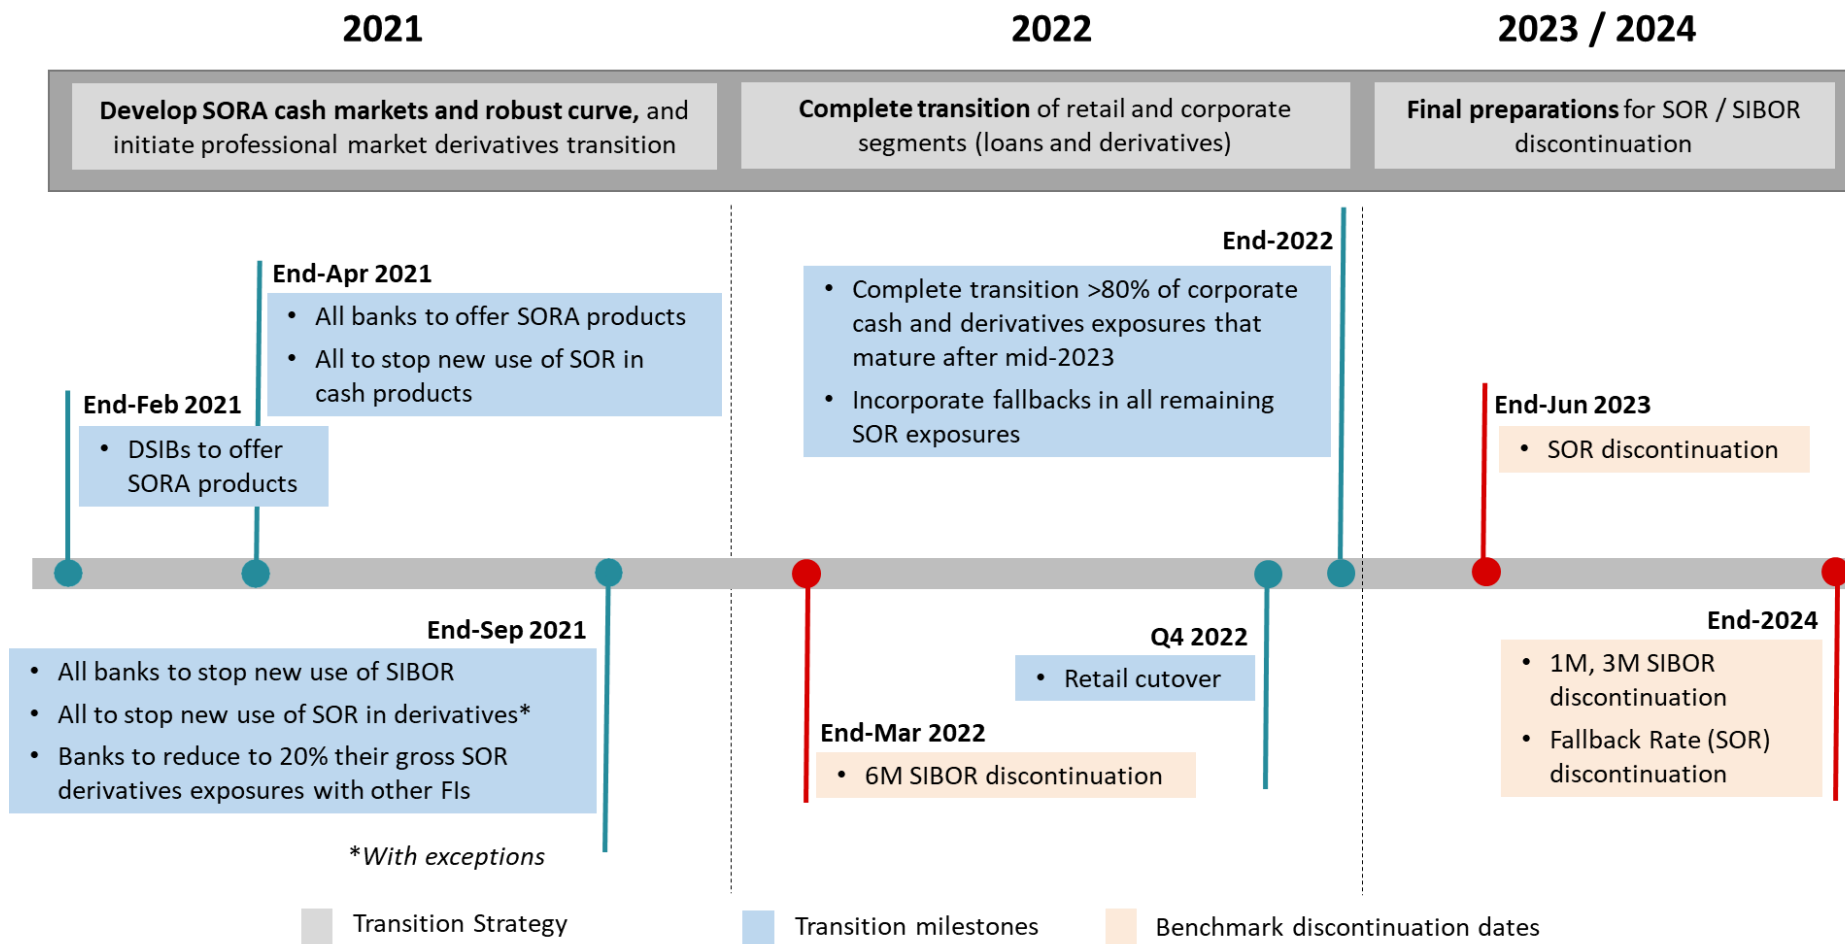 2021
2022
2023 / 2024
Develop SORA cash markets and robust curve, and
initiate professional market derivatives transition
Complete transition of retail and corporate
segments (loans and derivatives)
Final preparations for SOR / SIBOR
discontinuation
End-Feb 2021
• DSIBs to offer
SORA products
End-Apr 2021
• All banks to offer SORA products
• All to stop new use of SOR in
cash products
End-2022
• Complete transition >80% of corporate
cash and derivatives exposures that
mature after mid-2023
• Incorporate fallbacks in all remaining
SOR exposures
End-Jun 2023
• SOR discontinuation
End-Sep 2021
• All banks to stop new use of SIBOR
• All to stop new use of SOR in derivatives*
• Banks to reduce to 20% their gross SOR
derivatives exposures with other FIs
*With exceptions
End-Mar 2022
• 6M SIBOR discontinuation
Q4 2022
• Retail cutover
End-2024
• 1M, 3M SIBOR
discontinuation
• Fallback Rate (SOR)
discontinuation
Transition Strategy
Transition milestones
Benchmark discontinuation dates